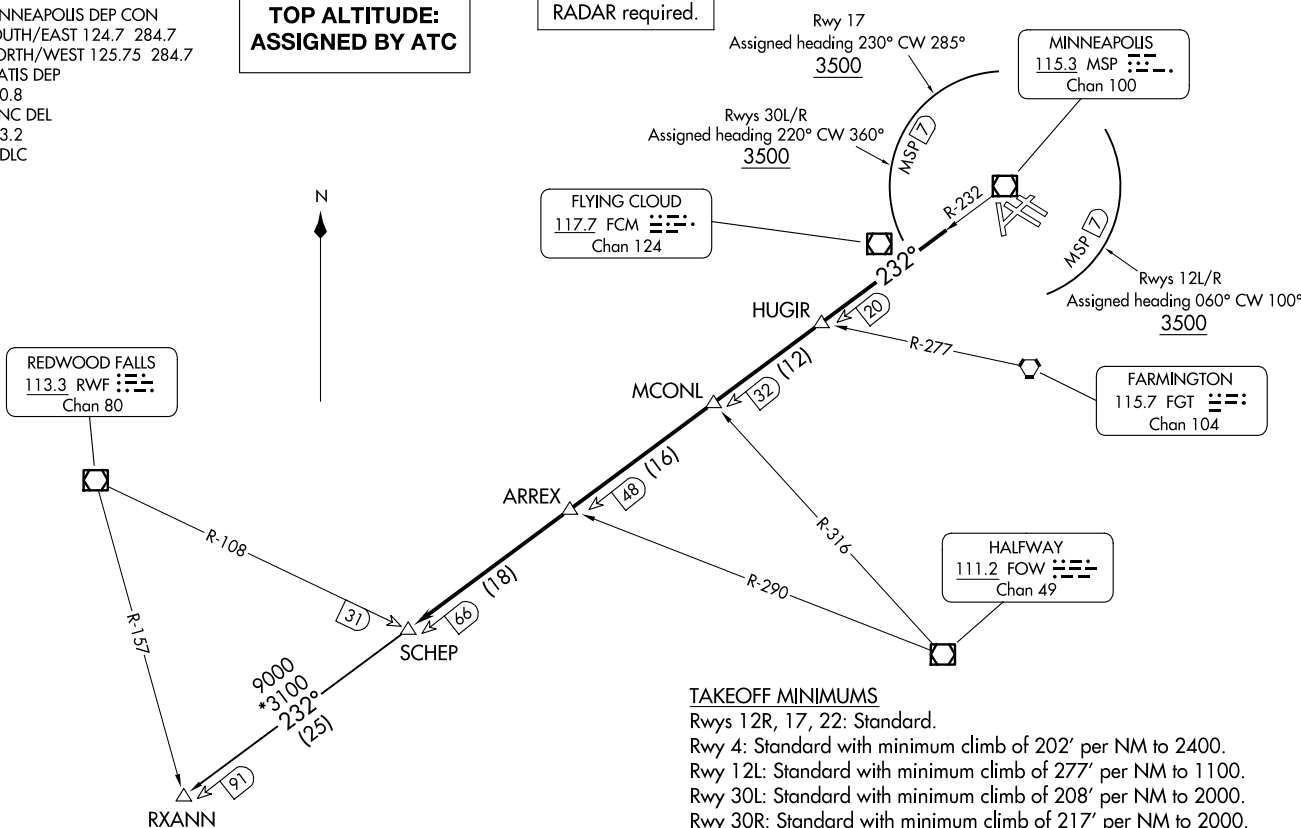 NNEAPOLIS DEP CON
OUTH/EAST 124.7 284.7
ORTH/WEST 125.75 284.7
ATIS DEP
0.8
NC DEL
3.2
DLC
TOP ALTITUDE:
ASSIGNED BY ATC
RADAR required.
Rwy 17
Assigned heading 230° CW 285°
3500
MINNEAPOLIS
115.3 MSP
Chan 100
Rwys 30L/R
Assigned heading 220° CW 360°
3500
MSP 7
N
FLYING CLOUD
117.7 FCM
Chan 124
R-232
MSP 7
232°
Rwys 12L/R
Assigned heading 060° CW 100°
3500
HUGIR
20
R-277
REDWOOD FALLS
113.3 RWF
Chan 80
(12)
MCONL
32
FARMINGTON
115.7 FGT
Chan 104
(16)
ARREX
48
R-316
R-108
HALFWAY
111.2 FOW
Chan 49
(18)
R-290
31
66
R-157
SCHEP
9000
*3100
232°
(25)
91
RXANN
TAKEOFF MINIMUMS
Rwys 12R, 17, 22: Standard.
Rwy 4: Standard with minimum climb of 202' per NM to 2400.
Rwy 12L: Standard with minimum climb of 277' per NM to 1100.
Rwy 30L: Standard with minimum climb of 208' per NM to 2000.
Rwy 30R: Standard with minimum climb of 217' per NM to 2000.